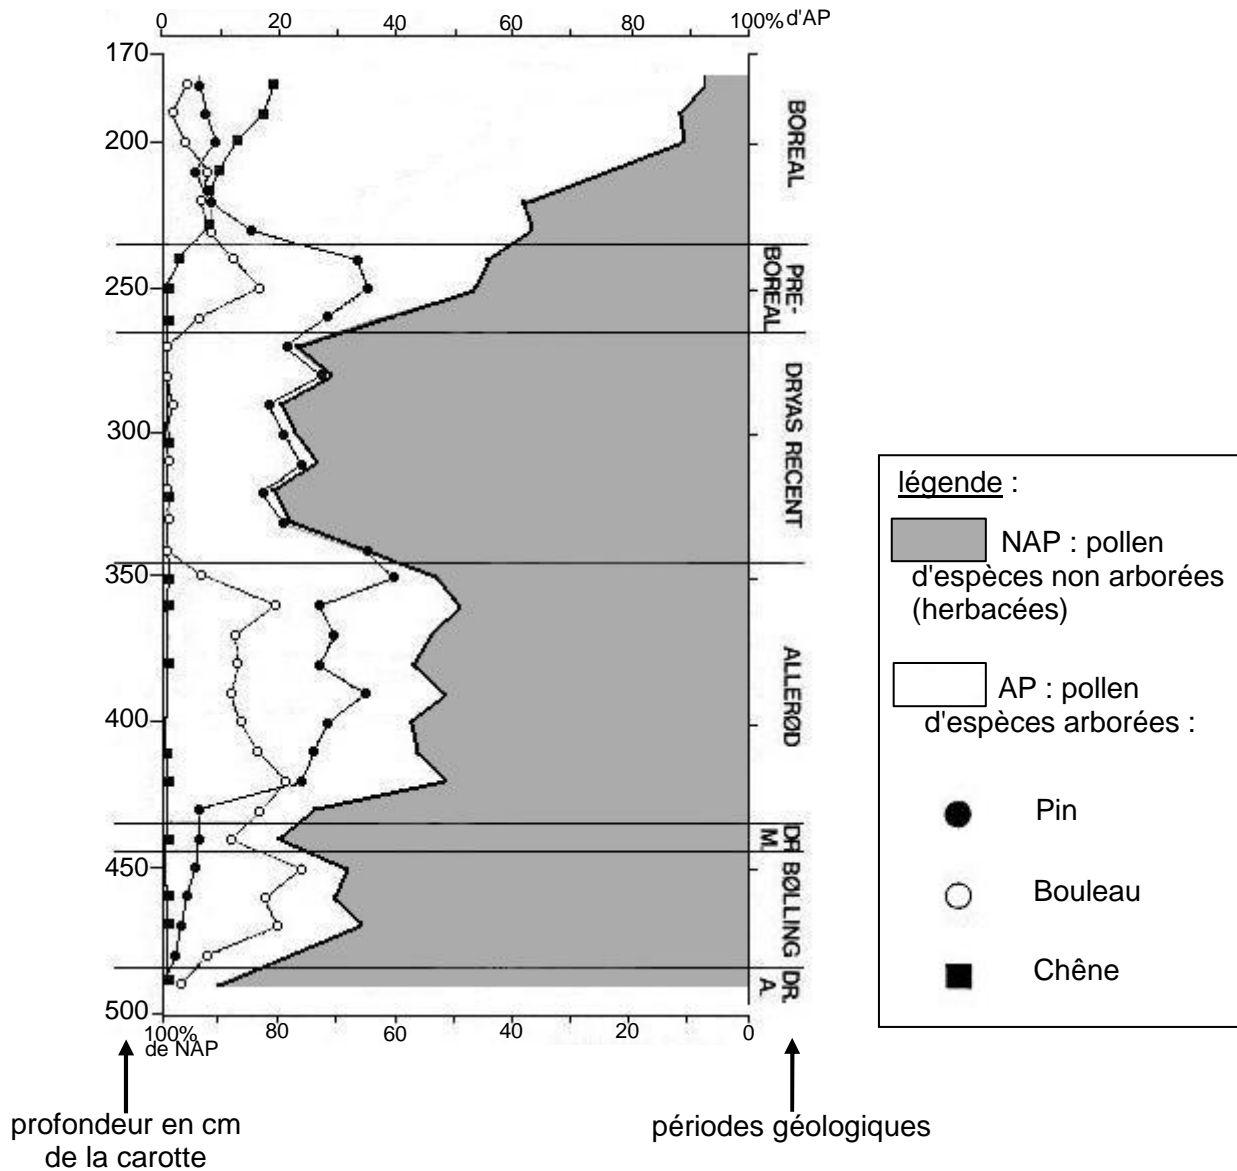 0 20 40 60 80 100% d'AP
170
200
250
300
350
400
450
500
BOREAL
PRE-
BOREAL
DRYAS RECENT
ALLERØD
DR
M.
BØLLING
DR.
A.
100% 80 60 40 20 0
de NAP
profondeur en cm
de la carotte
périodes géologiques
légende :
NAP : pollen
d'espèces non arborées
(herbacées)
AP : pollen
d'espèces arborées :
Pin
Bouleau
Chêne